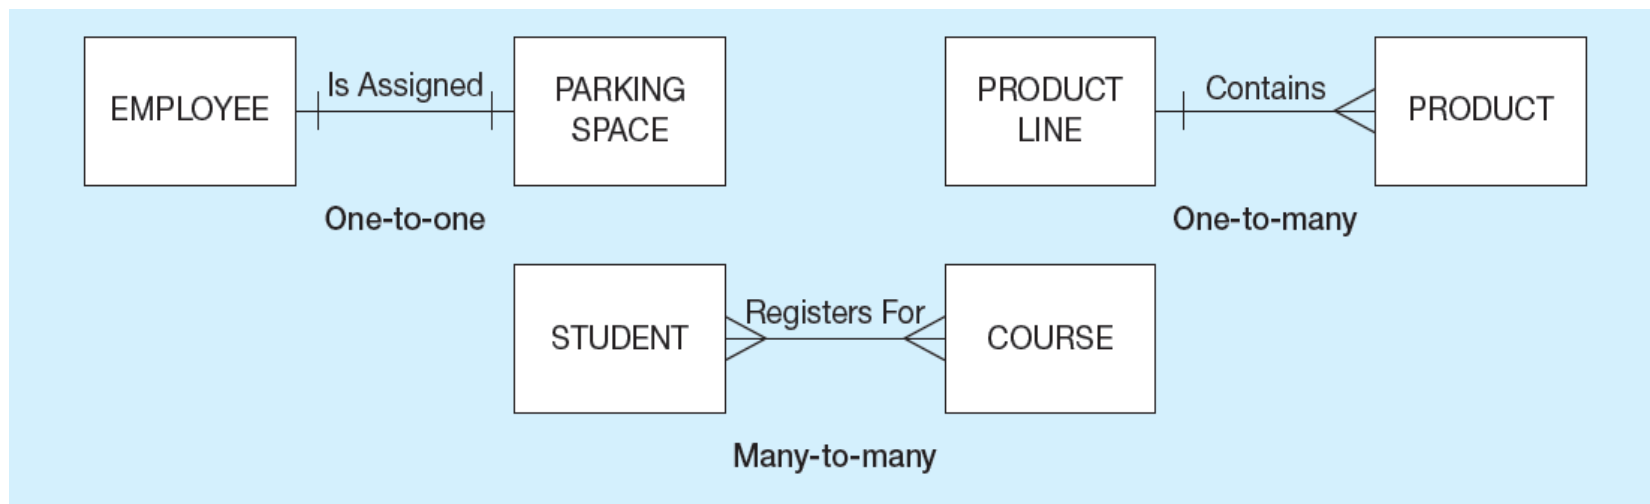 EMPLOYEE
Is Assigned
PARKING
SPACE
One-to-one
PRODUCT
LINE
Contains
PRODUCT
One-to-many
STUDENT
Registers For
COURSE
Many-to-many